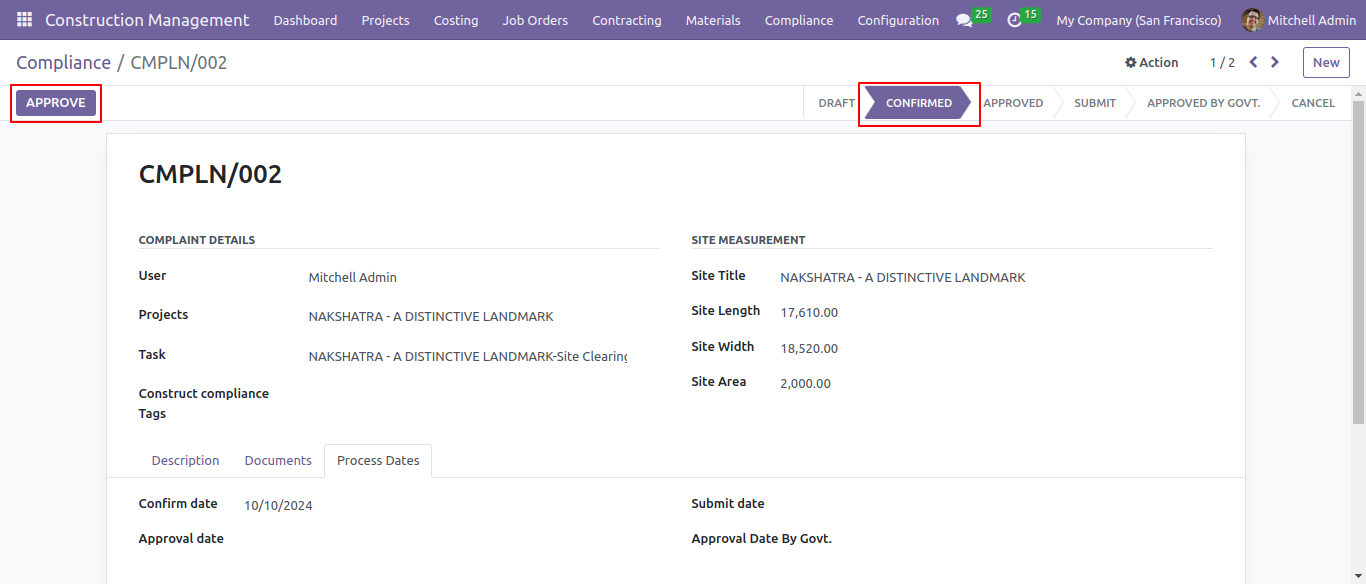 Construction Management Dashboard Projects Costing Job Orders Contracting Materials Compliance Configuration 25 15 My Company (San Francisco) Mitchell Admin
Compliance / CMPLN/002 Action 1 / 2 New
APPROVE DRAFT CONFIRMED APPROVED SUBMIT APPROVED BY GOVT. CANCEL
CMPLN/002
COMPLAINT DETAILS
User Mitchell Admin
Projects NAKSHATRA - A DISTINCTIVE LANDMARK
Task NAKSHATRA - A DISTINCTIVE LANDMARK-Site Clearing
Construct compliance
Tags
SITE MEASUREMENT
Site Title NAKSHATRA - A DISTINCTIVE LANDMARK
Site Length 17,610.00
Site Width 18,520.00
Site Area 2,000.00
Description Documents Process Dates
Confirm date 10/10/2024
Approval date
Submit date
Approval Date By Govt.